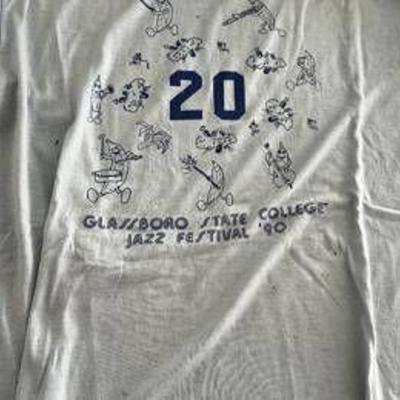 20
GLASSBORO STATE COLLEGE
JAZZ FESTIVAL '90